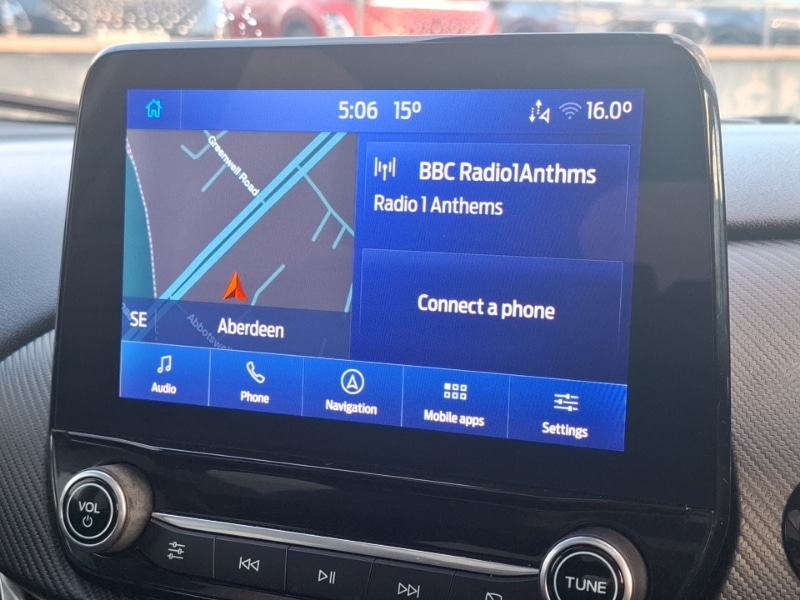 5:06 15º 16.0º
Greenwell Road
BBC Radio1Anthms
Radio 1 Anthems
Connect a phone
SE
Aberdeen
Audio
Phone
Navigation
Mobile apps
Settings
VOL
TUNE